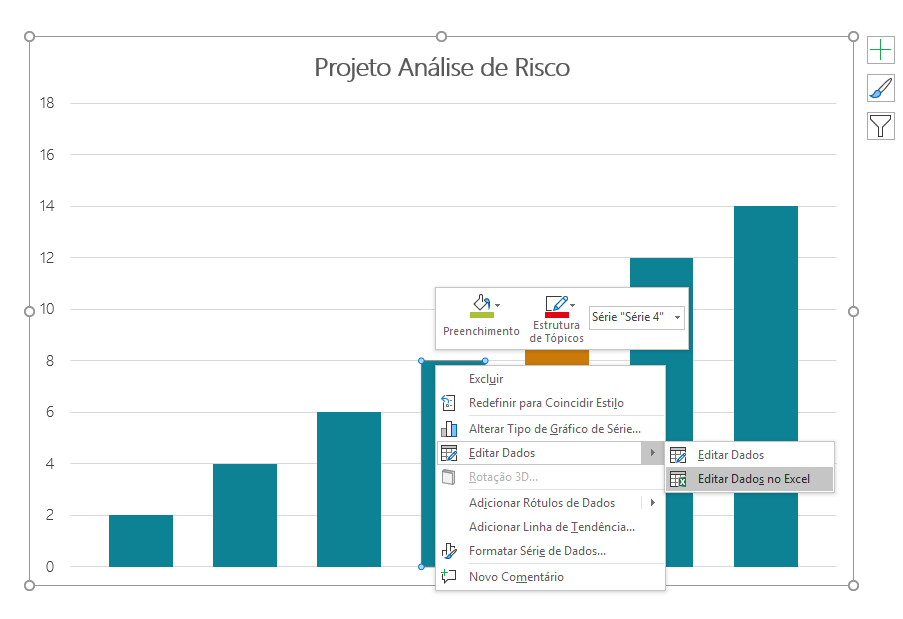 Projeto Análise de Risco
18
16
14
12
10
8
6
4
2
0
Preenchimento
Estrutura
de Tópicos
Série "Série 4"
Excluir
Redefinir para Coincidir Estilo
Alterar Tipo de Gráfico de Série...
Editar Dados
Rotação 3D...
Adicionar Rótulos de Dados
Adicionar Linha de Tendência...
Formatar Série de Dados...
Novo Comentário
Editar Dados
Editar Dados no Excel